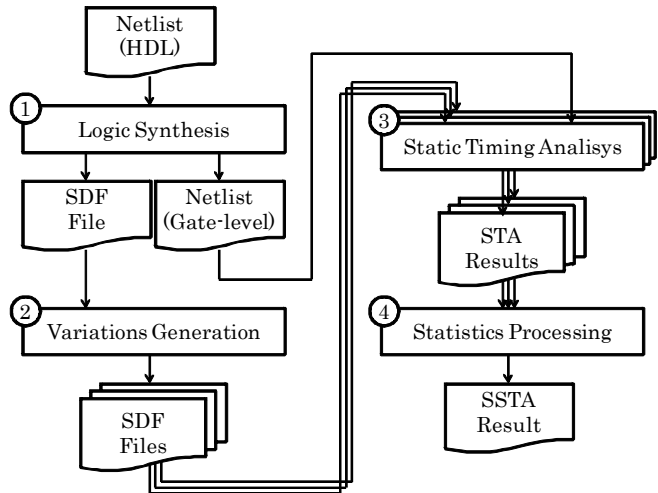 Netlist
(HDL)
1
Logic Synthesis
SDF
File
Netlist
(Gate-level)
2
Variations Generation
SDF
Files
3
Static Timing Analisys
STA
Results
4
Statistics Processing
SSTA
Result